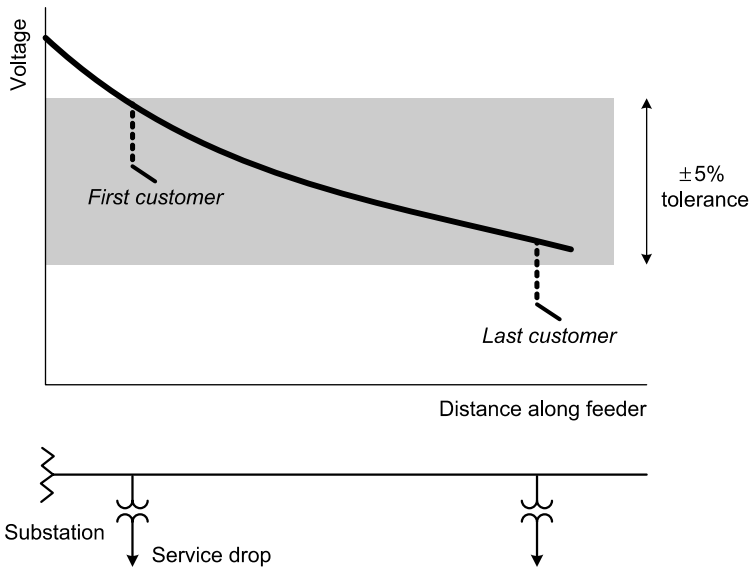 Voltage
±5%
tolerance
First customer
Last customer
Distance along feeder
Substation
Service drop